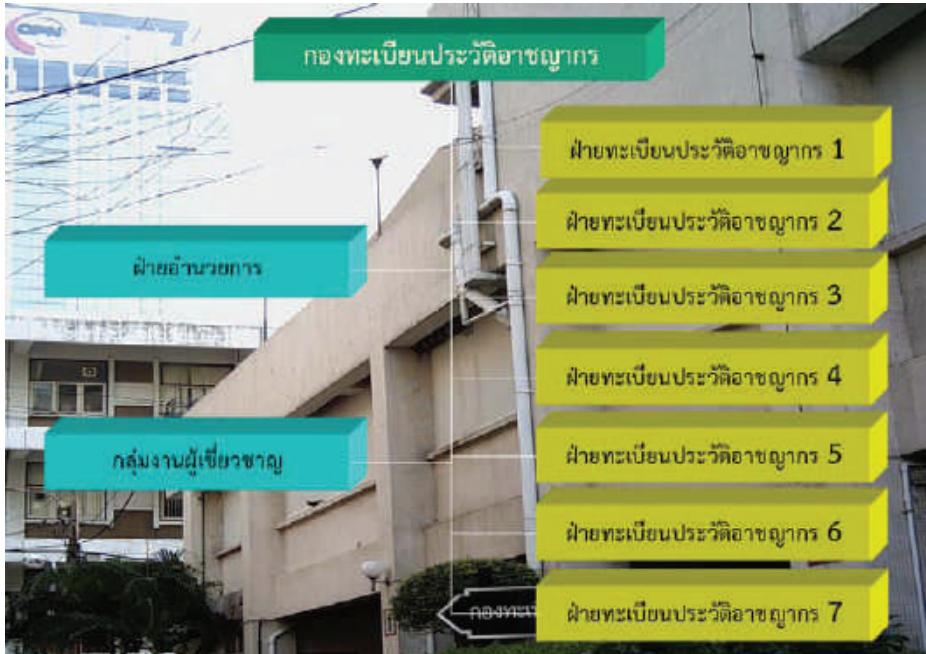 CPN
กองทะเบียนประวัติอาชญากร
ฝ่ายอำนวยการ
กลุ่มงานผู้เชี่ยวชาญ
ฝ่ายทะเบียนประวัติอาชญากร 1
ฝ่ายทะเบียนประวัติอาชญากร 2
ฝ่ายทะเบียนประวัติอาชญากร 3
ฝ่ายทะเบียนประวัติอาชญากร 4
ฝ่ายทะเบียนประวัติอาชญากร 5
ฝ่ายทะเบียนประวัติอาชญากร 6
ฝ่ายทะเบียนประวัติอาชญากร 7